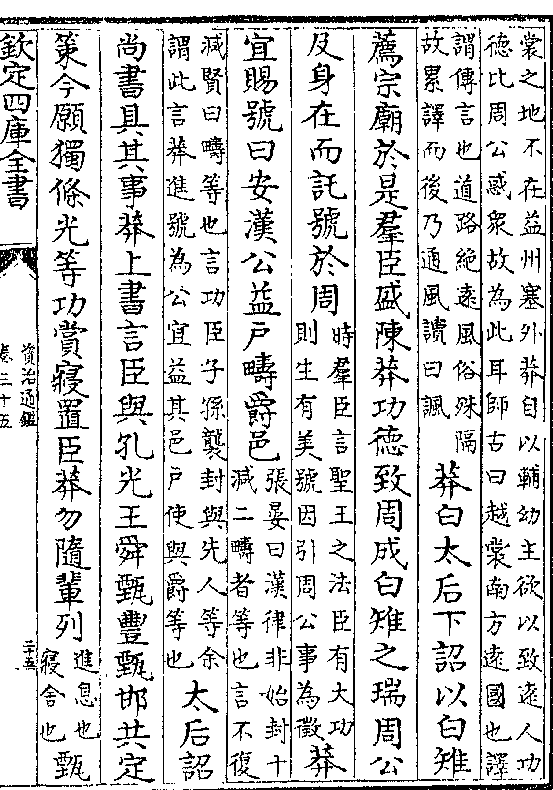 裳之地不在益州塞外莽自以輔幼主欲以致逺人功
德比周公惑衆故為此耳師古曰越裳南方逺國也譯
謂傳言也道路絶逺風俗殊隔
故累譯而後乃通風讀曰諷
莽白太后下詔以白雉
薦宗廟於是羣臣盛陳莽功德致周成白雉之瑞周公
及身在而託號於周
時羣臣言聖王之法臣有大功
則生有美號因引周公事為徴
莽
宜賜號曰安漢公益户疇爵邑
張晏曰漢律非始封十
減二疇者等也言不復
減賢曰疇等也言功臣子孫襲封與先人等余
謂此言莽進號為公宜益其邑户使與爵等也
太后詔
尚書具其事莽上書言臣與孔光王舜甄豐甄邯共定
策今願獨條光等功賞寢置臣莽勿隨輩列
進息也
寢舍也
甄
欽定四庫全書
資治通鑑
卷三十五
三五